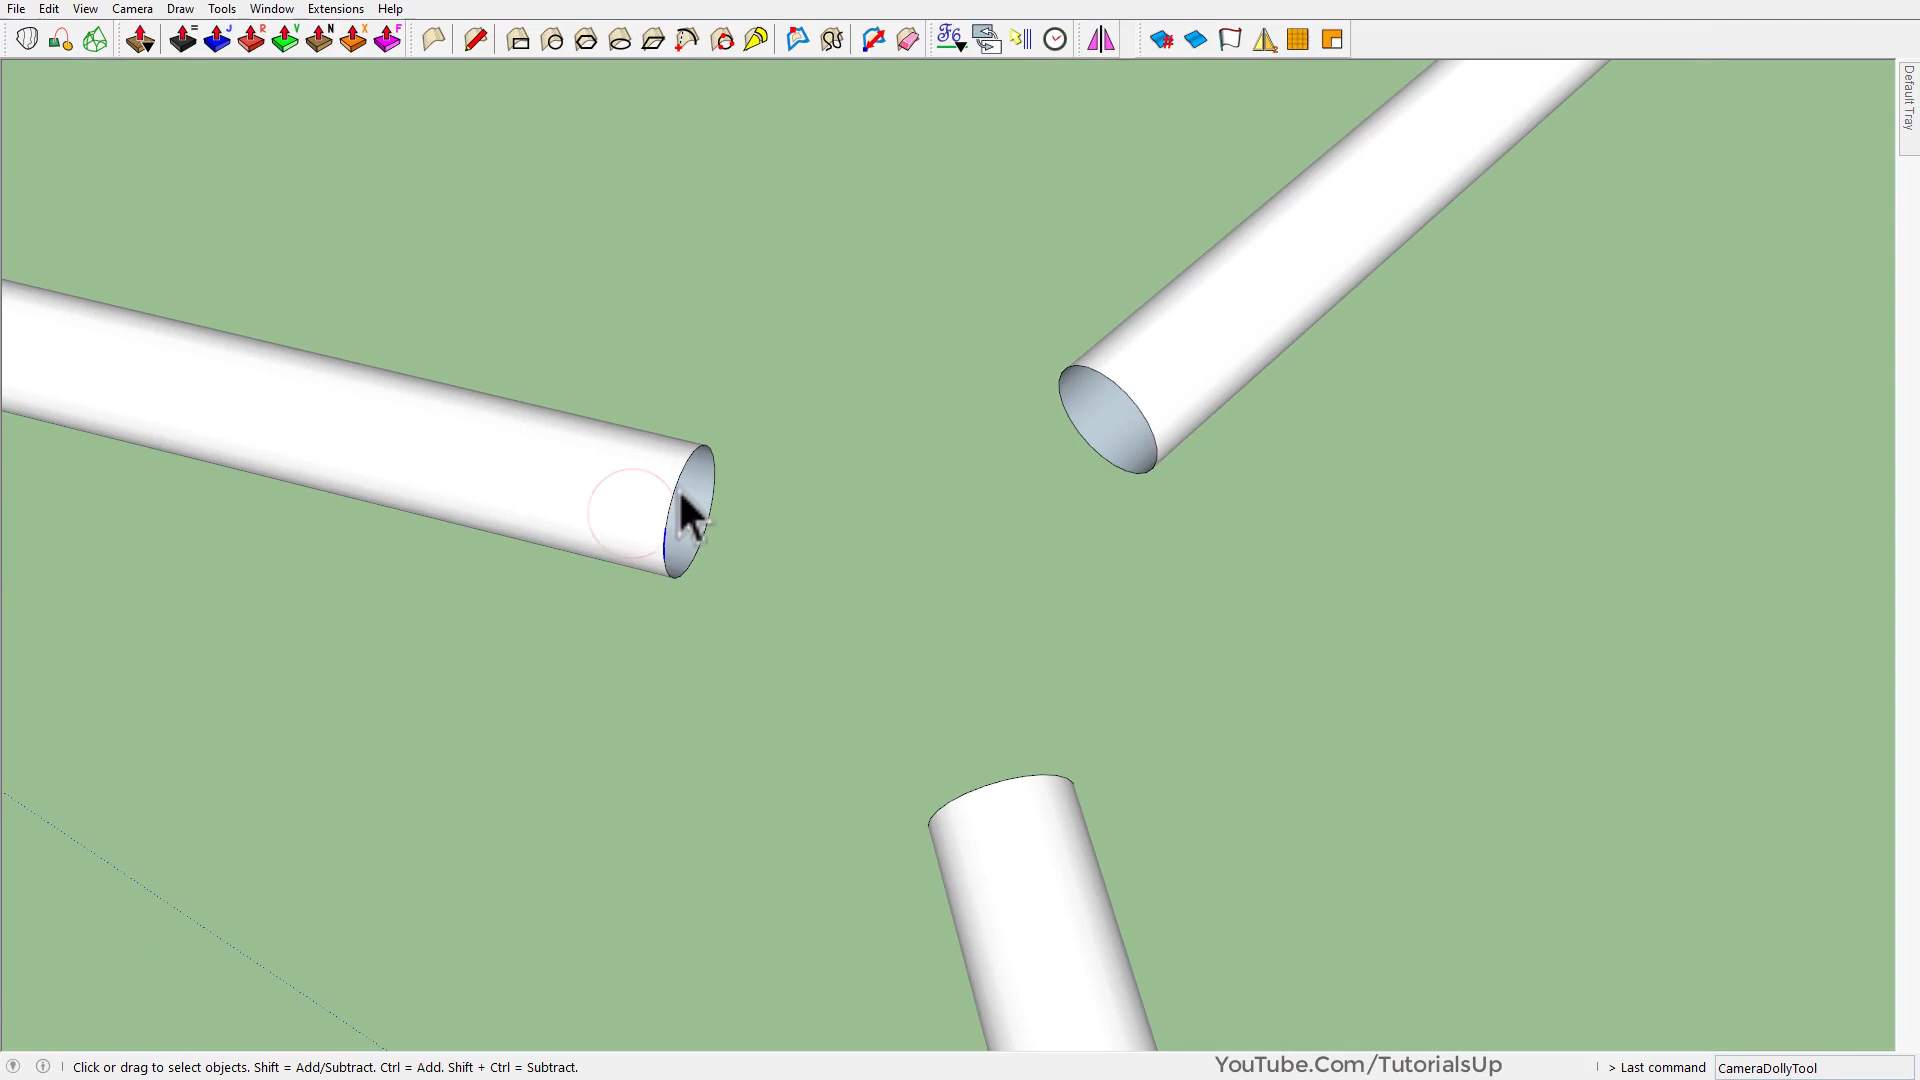 File Edit View Camera Draw Tools Window Extensions Help
= J R V N X F F6
Default Tray
Click or drag to select objects. Shift = Add/Subtract. Ctrl = Add. Shift + Ctrl = Subtract.
YouTube.Com/TutorialsUp
> Last command CameraDollyTool